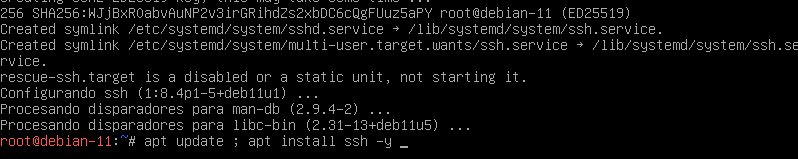 256 SHA256:WJjBxROabvAuNP2v3irGRihdZs2xbDC6cQgFUuz5aPY root@debian-11 (ED25519)
Created symlink /etc/systemd/system/sshd.service → /lib/systemd/system/ssh.service.
Created symlink /etc/systemd/system/multi-user.target.wants/ssh.service → /lib/systemd/system/ssh.se
rvice.
rescue-ssh.target is a disabled or a static unit, not starting it.
Configurando ssh (1:8.4p1-5+deb11u1) ...
Procesando disparadores para man-db (2.9.4-2) ...
Procesando disparadores para libc-bin (2.31-13+deb11u5) ...
root@debian-11:~# apt update ; apt install ssh -y _